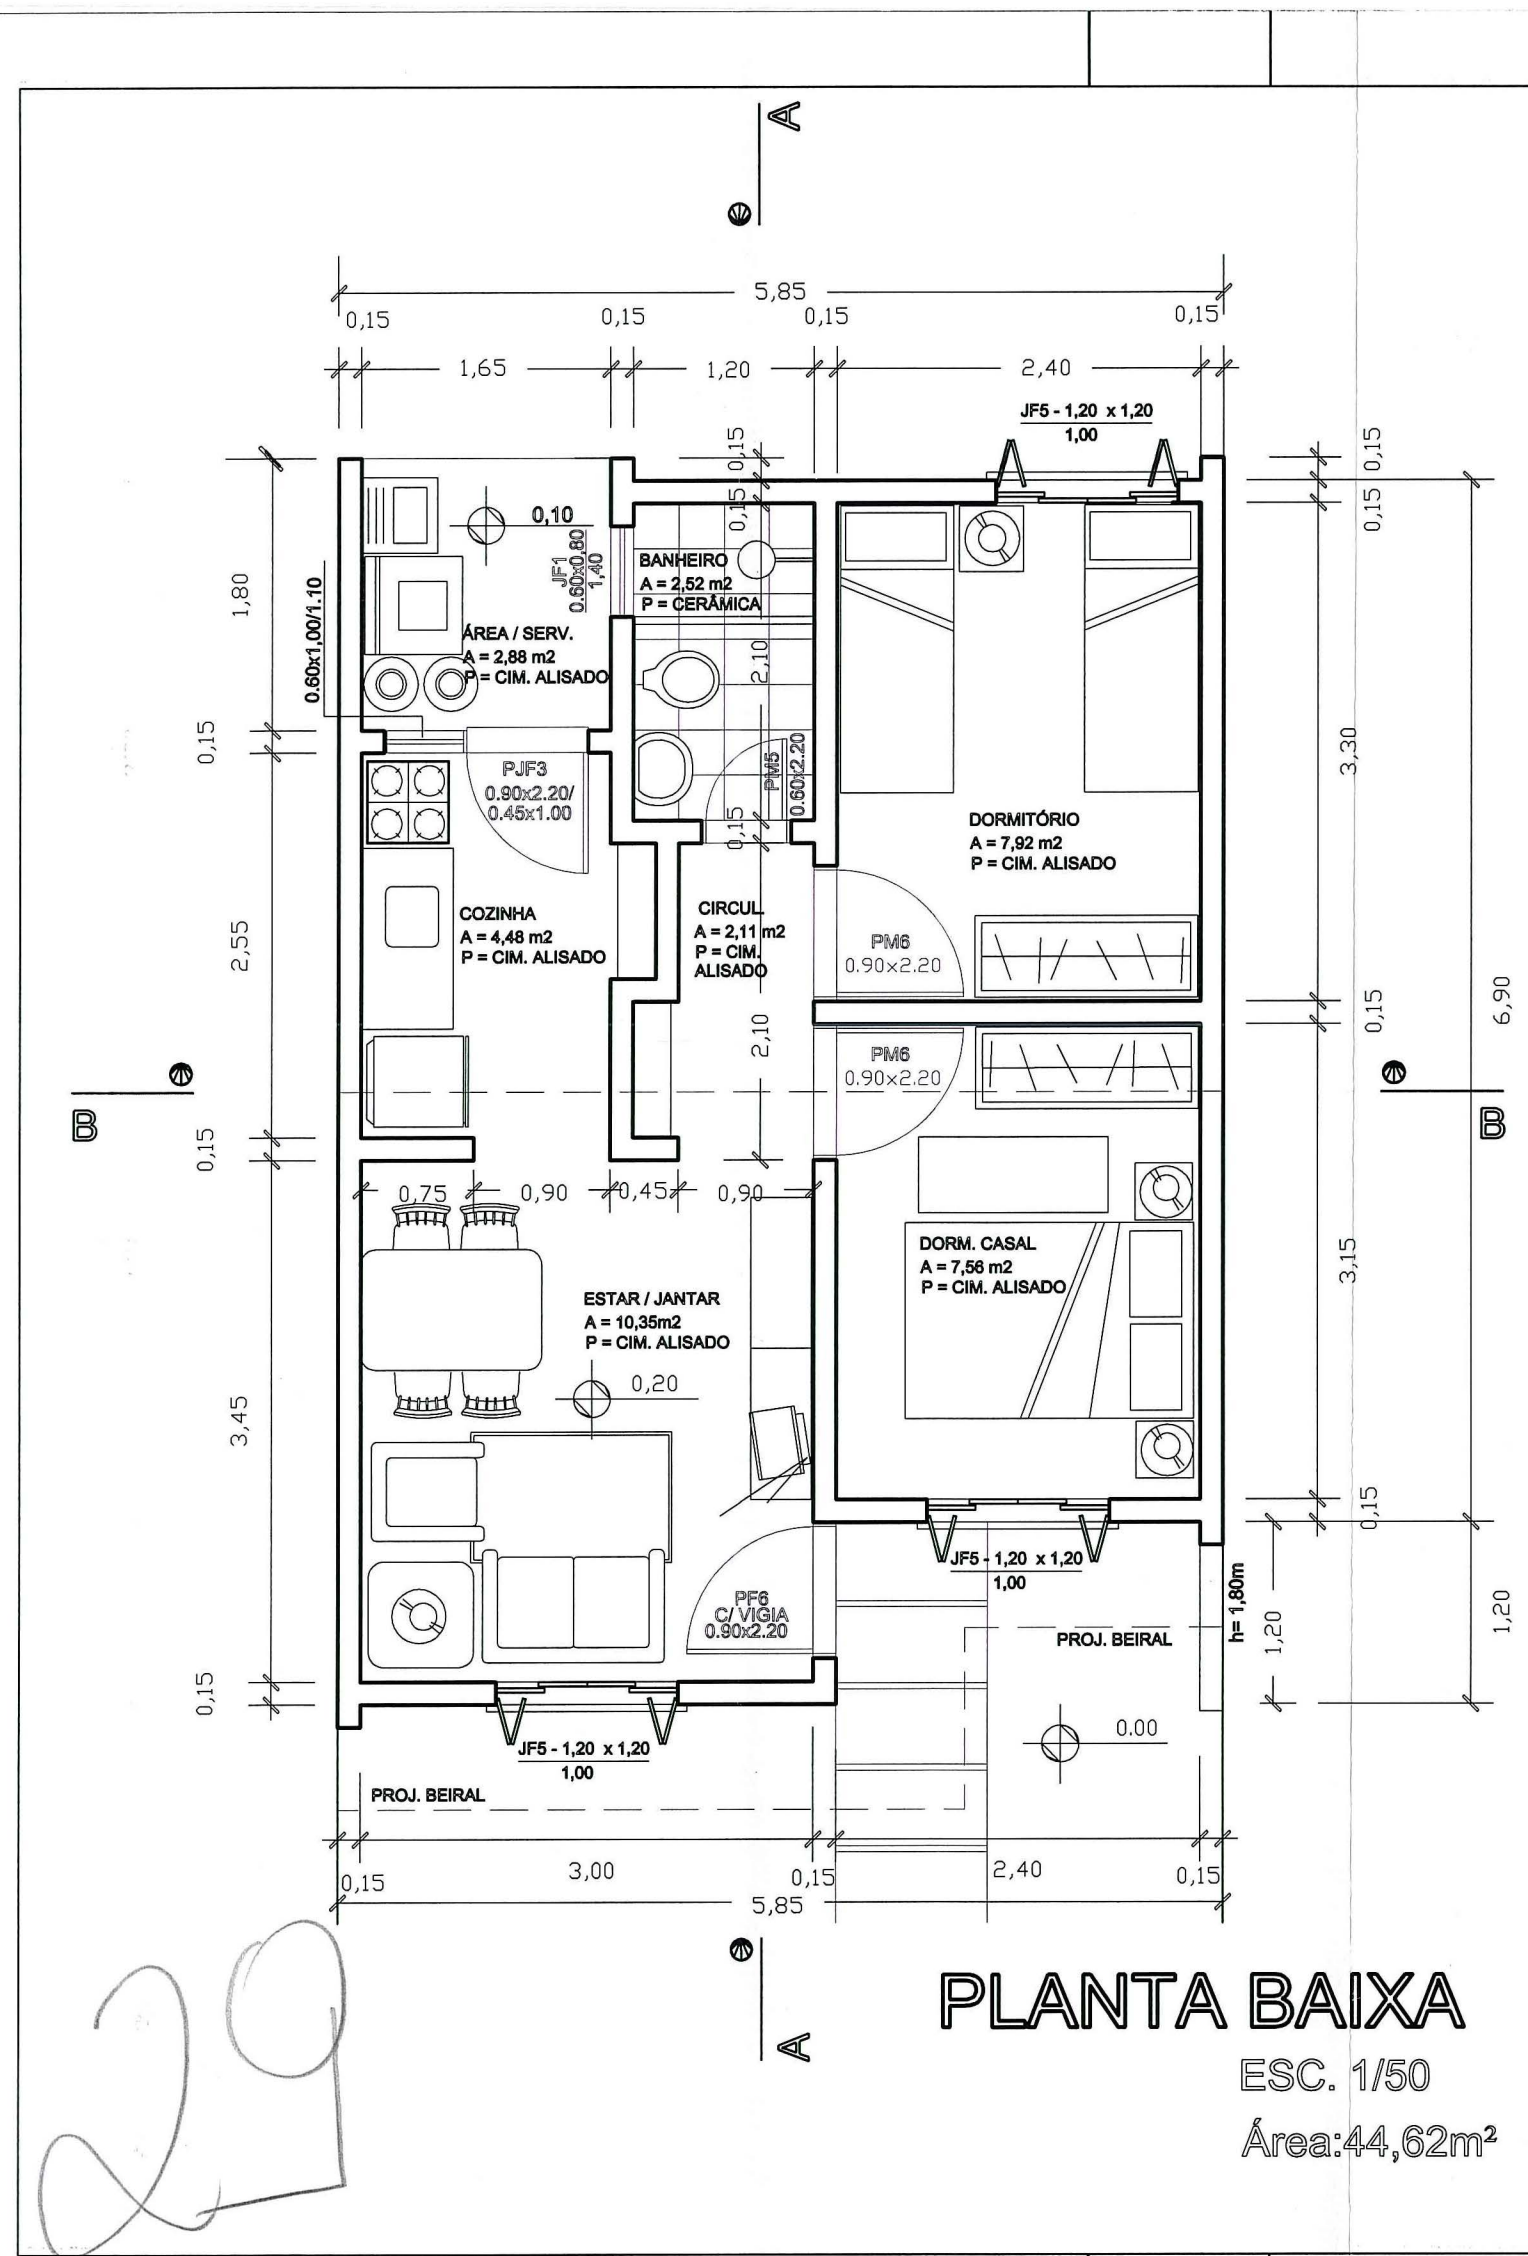 A
5,85
0,15
0,15
0,15
0,15
1,65
1,20
2,40
JF5 - 1,20 x 1,20
1,00
0,15
0,15
0,15
0,15
0,10
JF1
0.60x0.80
1,40
BANHEIRO
A = 2,52 m2
P = CERÂMICA
1,80
0.60x1,00/1.10
ÁREA / SERV.
A = 2,88 m2
P = CIM. ALISADO
2,10
0,15
3,30
PJF3
0.90x2.20/
0.45x1.00
PM5
0.60x2.20
0,15
DORMITÓRIO
A = 7,92 m2
P = CIM. ALISADO
COZINHA
A = 4,48 m2
P = CIM. ALISADO
CIRCUL.
A = 2,11 m2
P = CIM.
ALISADO
2,55
PM6
0.90x2.20
2,10
0,15
6,90
PM6
0.90x2.20
B
B
0,15
0,75
0,90
0,45
0,90
DORM. CASAL
A = 7,56 m2
P = CIM. ALISADO
3,15
ESTAR / JANTAR
A = 10,35m2
P = CIM. ALISADO
0,20
3,45
0,15
JF5 - 1,20 x 1,20
1,00
h= 1,80m
1,20
1,20
PF6
C/ VIGIA
0.90x2.20
PROJ. BEIRAL
0,15
0.00
JF5 - 1,20 x 1,20
1,00
PROJ. BEIRAL
0,15
3,00
0,15
2,40
0,15
5,85
A
PLANTA BAIXA
ESC. 1/50
Área:44,62m²